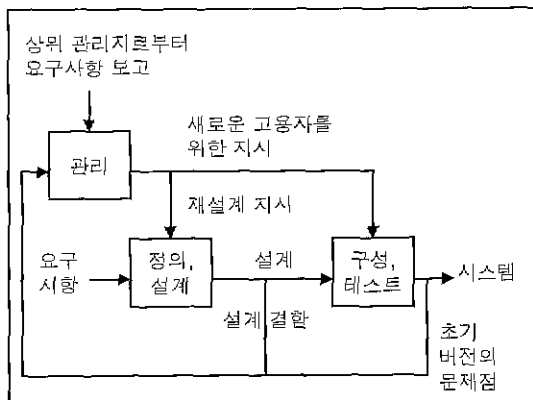 상위 관리자로부터
요구사항 보고
관리
새로운 고용자를
위한 지시
재설계 지시
요구
사항
정의,
설계
설계
구성,
테스트
시스템
설계 결함
초기
버전의
문제점